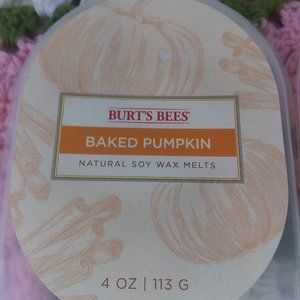 BURT'S BEES
BAKED PUMPKIN
NATURAL SOY WAX MELTS
4 OZ | 113 G